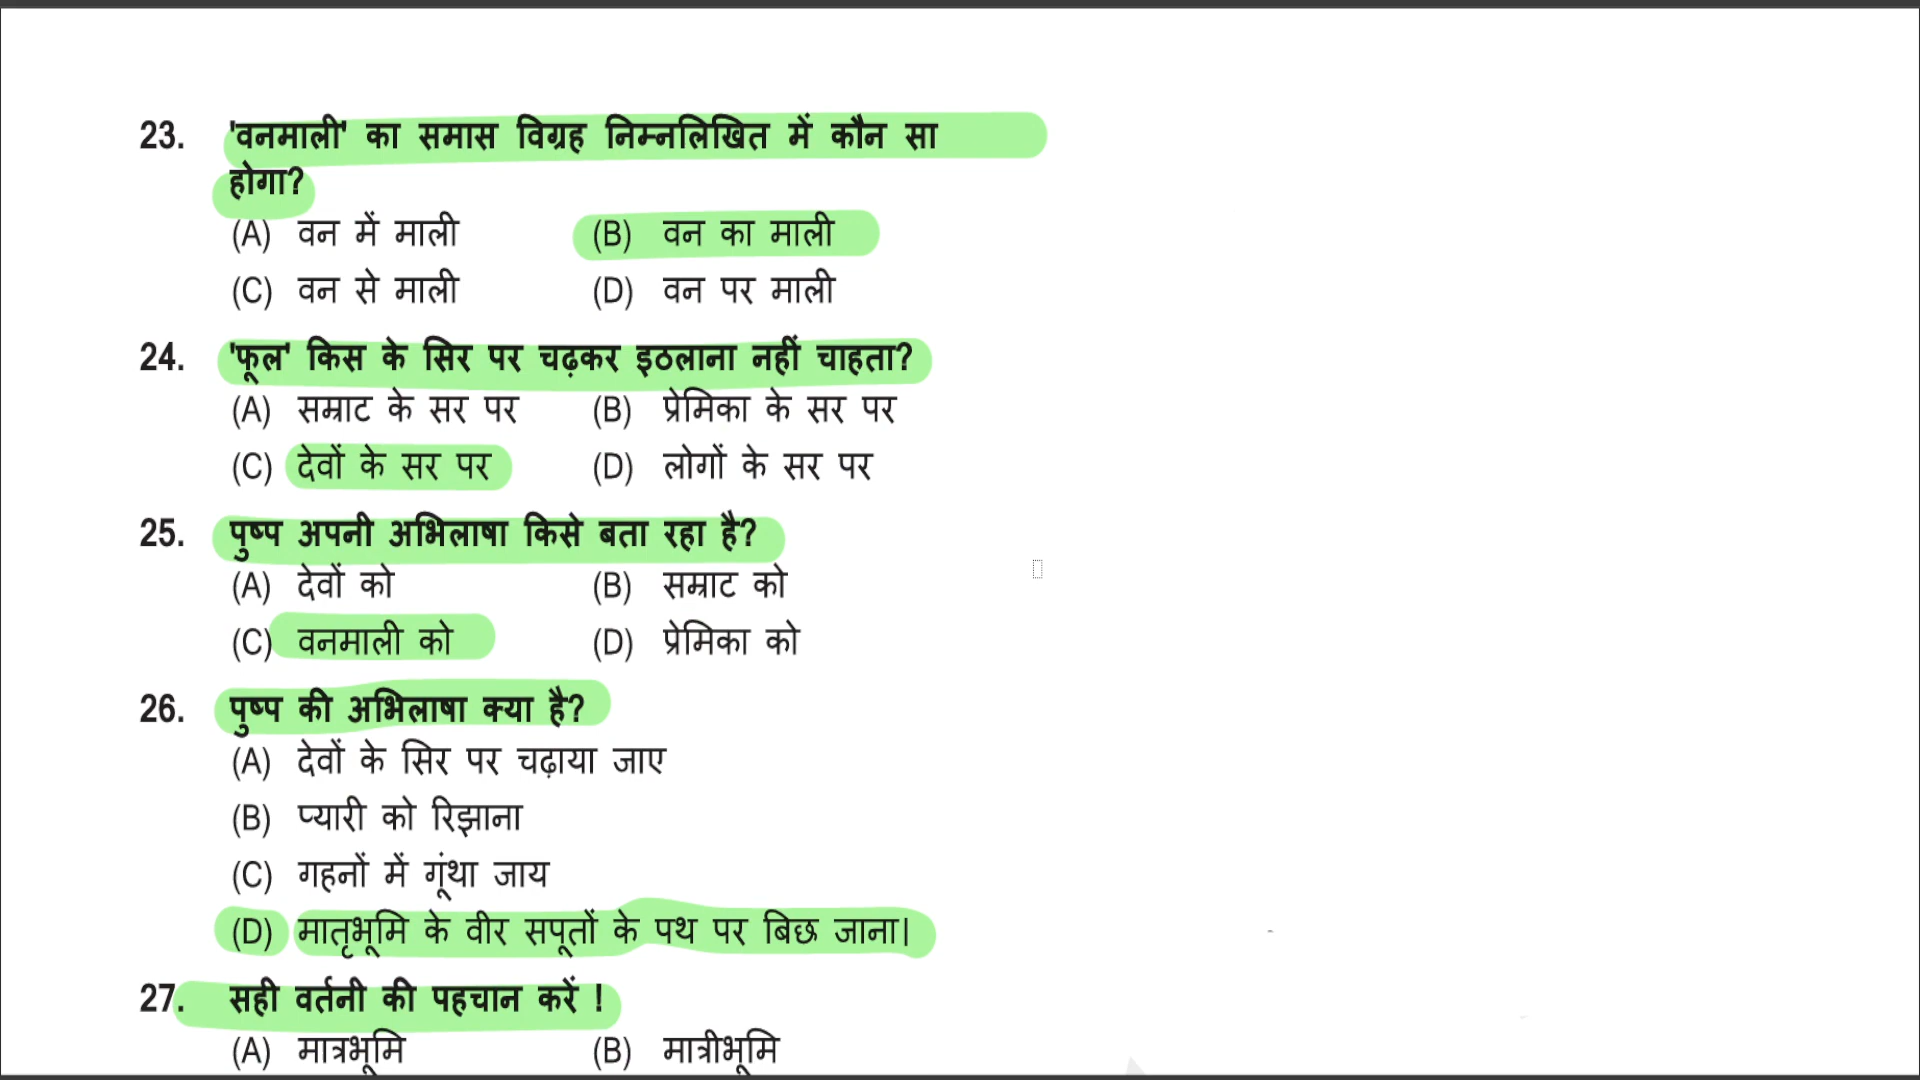 23. 'वनमाली' का समास विग्रह निम्नलिखित में कौन सा
होगा?
(A) वन में माली (B) वन का माली
(C) वन से माली (D) वन पर माली
24. 'फूल' किस के सिर पर चढ़कर इठलाना नहीं चाहता?
(A) सम्राट के सर पर (B) प्रेमिका के सर पर
(C) देवों के सर पर (D) लोगों के सर पर
25. पुष्प अपनी अभिलाषा किसे बता रहा है?
(A) देवों को (B) सम्राट को
(C) वनमाली को (D) प्रेमिका को
26. पुष्प की अभिलाषा क्या है?
(A) देवों के सिर पर चढ़ाया जाए
(B) प्यारी को रिझाना
(C) गहनों में गूंथा जाय
(D) मातृभूमि के वीर सपूतों के पथ पर बिछ जाना।
27. सही वर्तनी की पहचान करें !
(A) मात्रभूमि (B) मात्रीभूमि